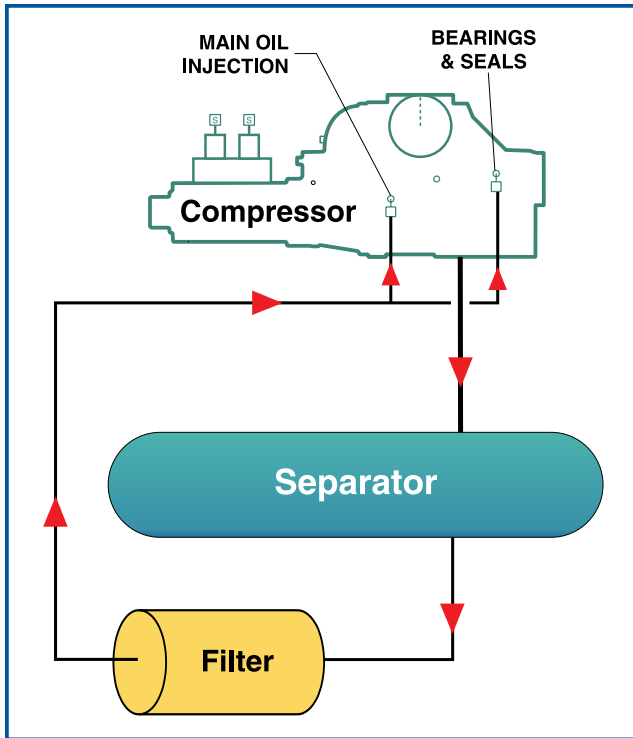 MAIN OIL
INJECTION
BEARINGS
& SEALS
S S
Compressor
Separator
Filter